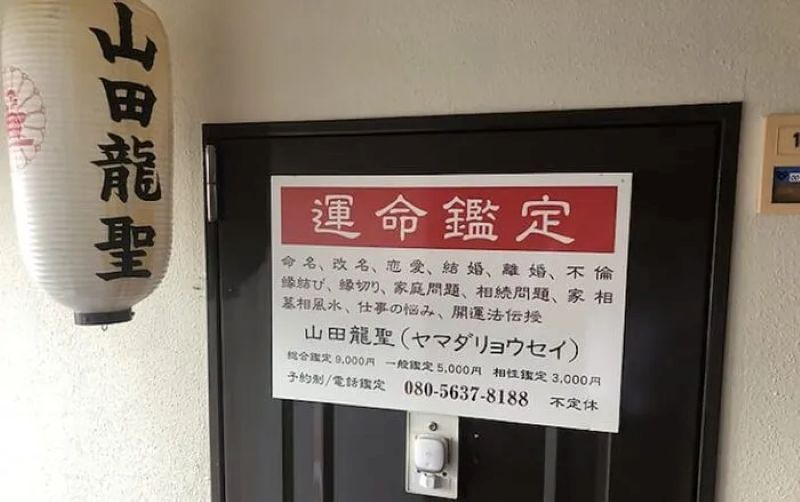 山田龍聖
運命鑑定
命名、改名、恋愛、結婚、離婚、不倫
縁結び、縁切り、家庭問題、相続問題、家相
墓相風水、仕事の悩み、開運法伝授
山田龍聖(ヤマダリョウセイ)
総合鑑定9,000円 一般鑑定5,000円 相性鑑定3,000円
予約制/電話鑑定 080-5637-8188 不定休